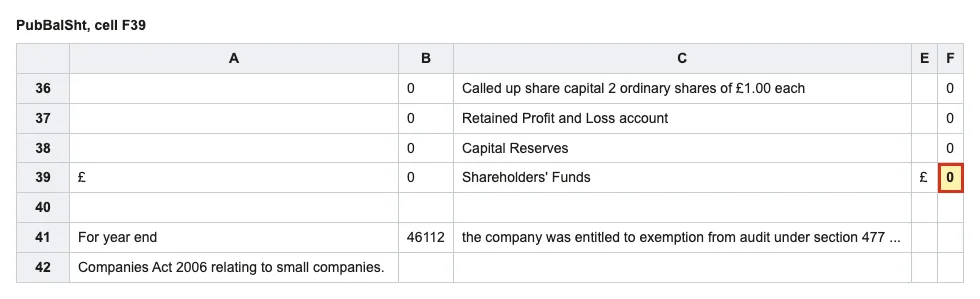 PubBalSht, cell F39
A B C E F
36 0 Called up share capital 2 ordinary shares of £1.00 each 0
37 0 Retained Profit and Loss account 0
38 0 Capital Reserves 0
39 £ 0 Shareholders' Funds £ 0
40
41 For year end 46112 the company was entitled to exemption from audit under section 477 ...
42 Companies Act 2006 relating to small companies.